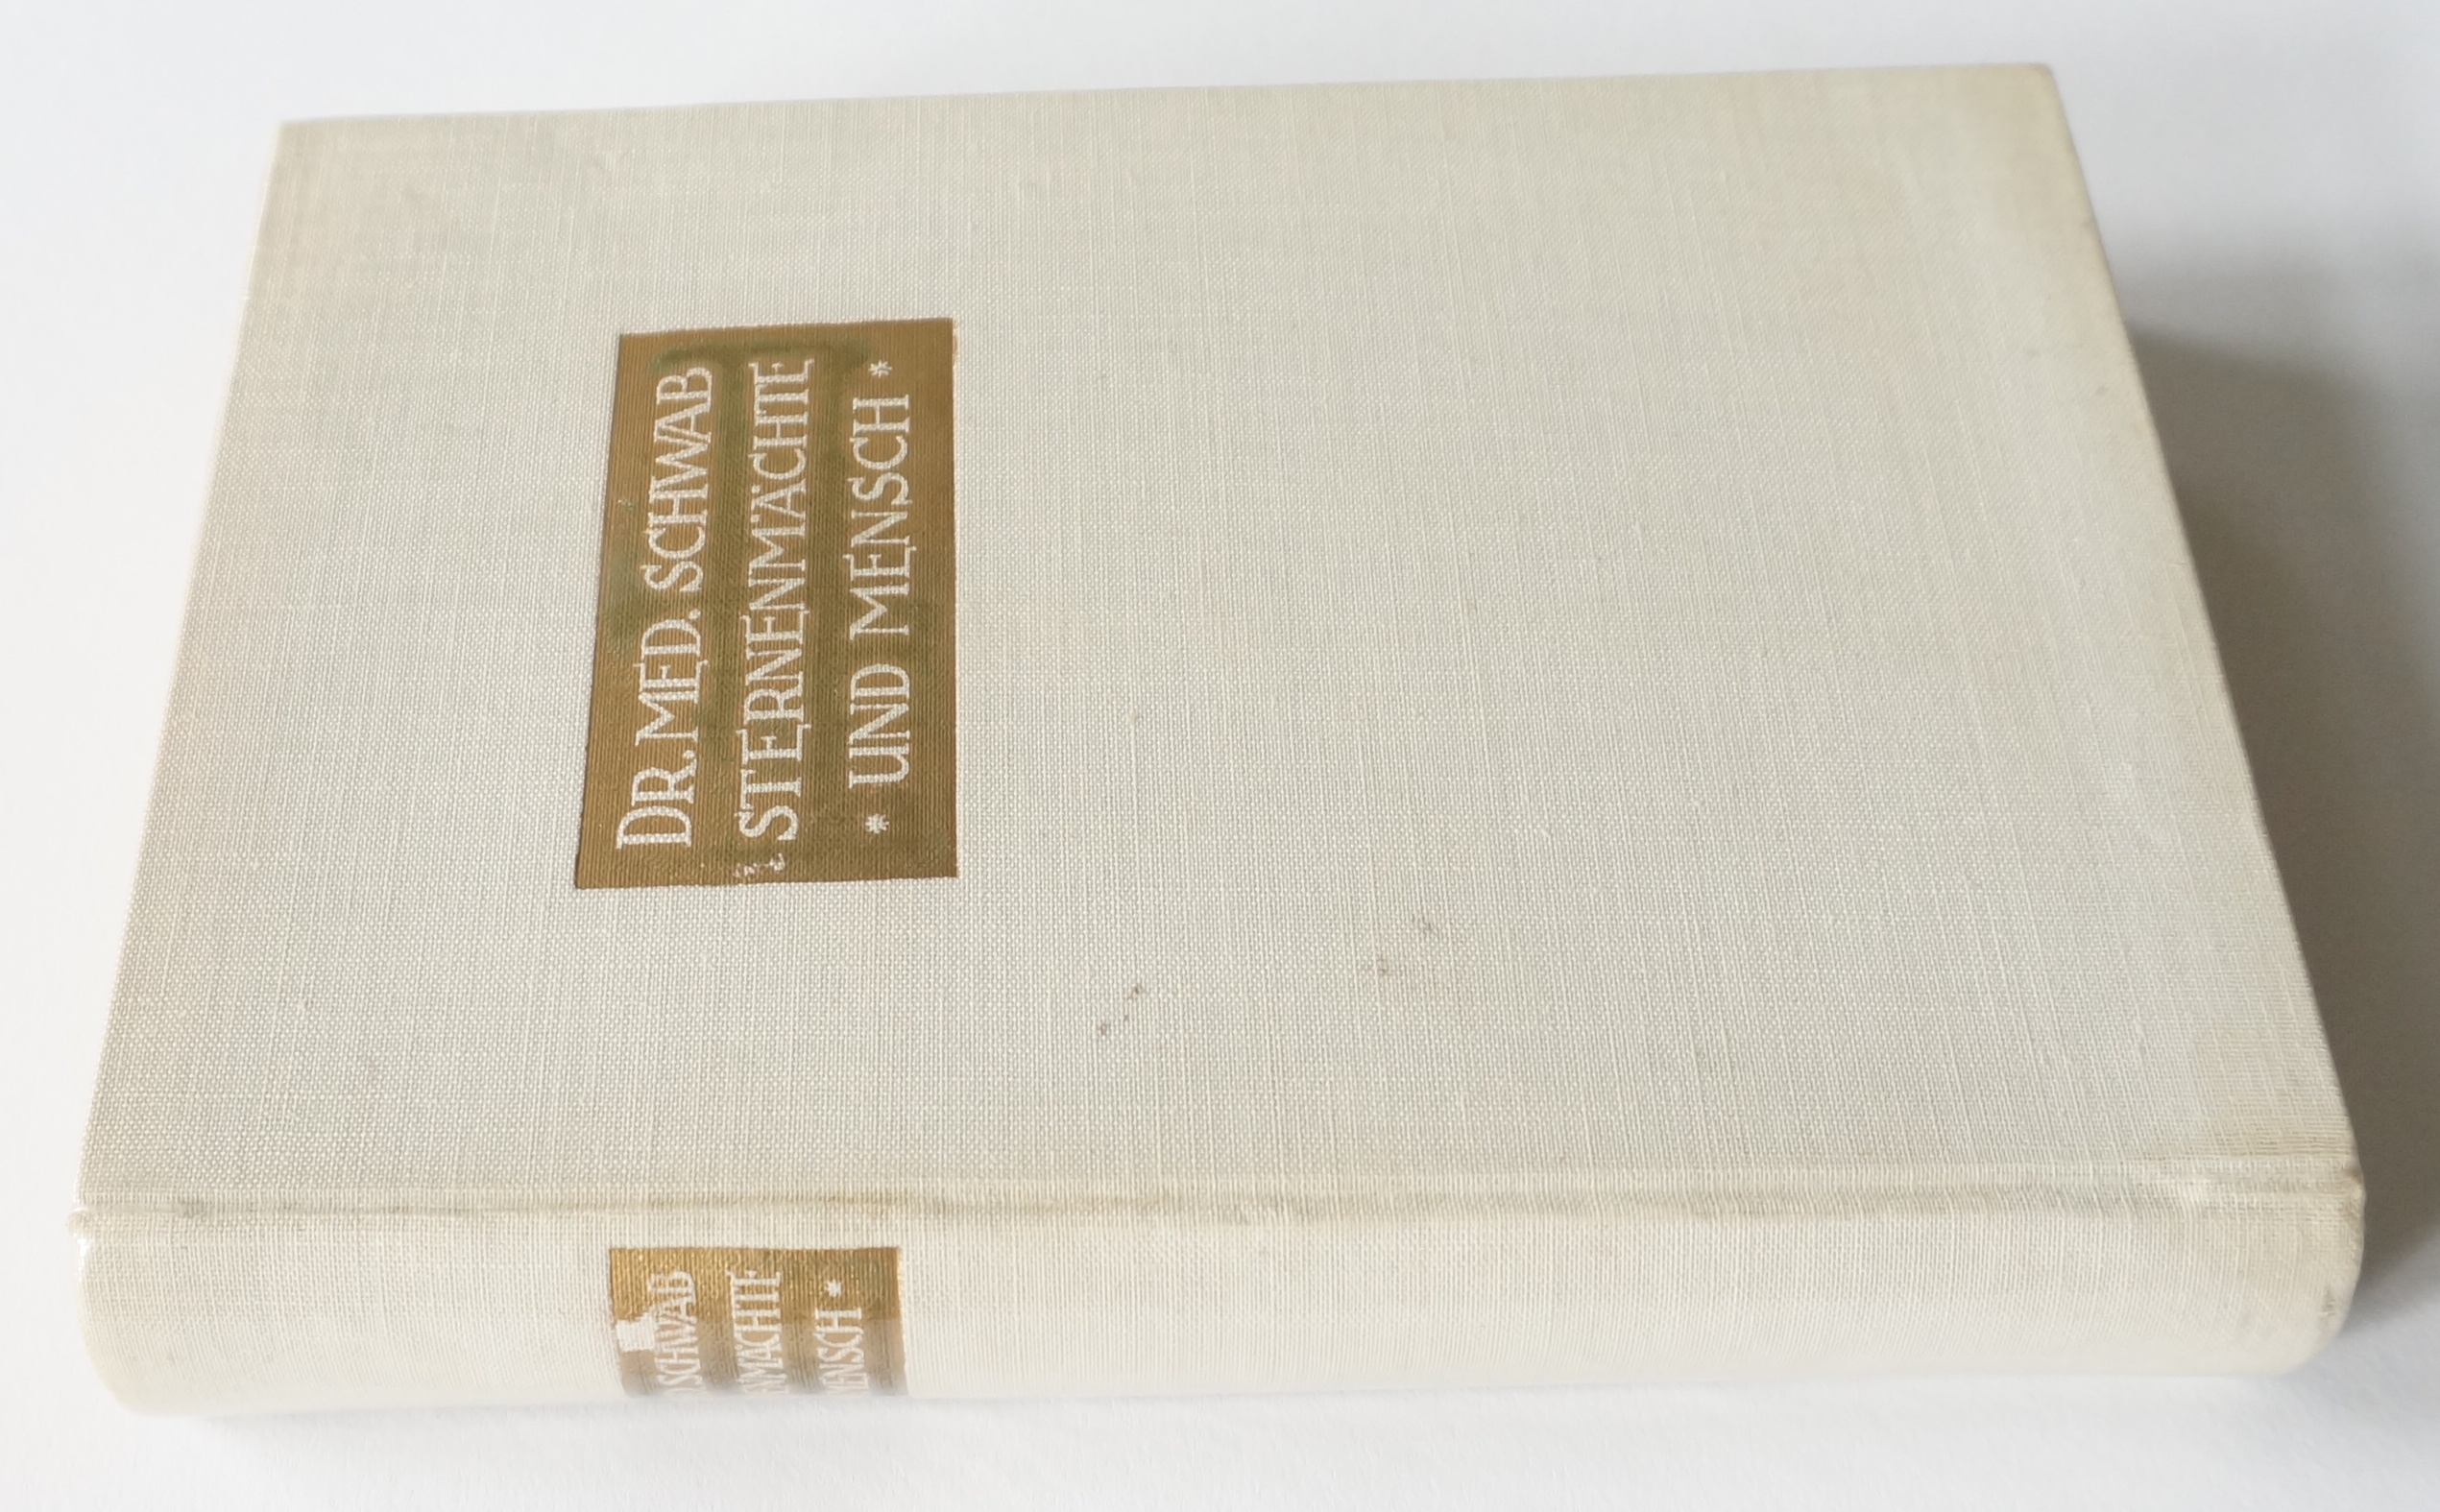 DR. MED. SCHWAB
STERNENMÄCHTE
* UND MENSCH *
SCHWAB
MÄCHTE
MENSCH *